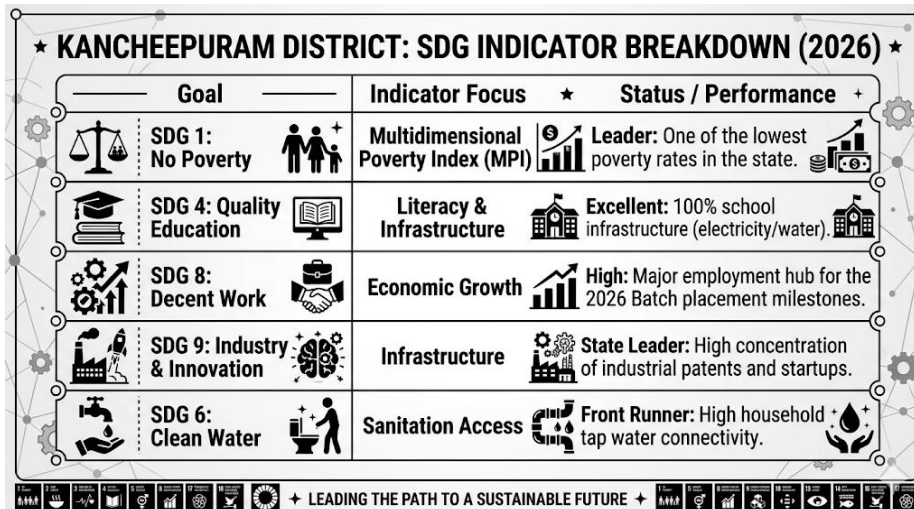 KANCHEEPURAM DISTRICT: SDG INDICATOR BREAKDOWN (2026)
Goal
Indicator Focus
Status / Performance
SDG 1:
No Poverty
Multidimensional
Poverty Index (MPI)
Leader: One of the lowest
poverty rates in the state.
SDG 4: Quality
Education
Literacy &
Infrastructure
Excellent: 100% school
infrastructure (electricity/water).
SDG 8:
Decent Work
Economic Growth
High: Major employment hub for the
2026 Batch placement milestones.
SDG 9: Industry
& Innovation
Infrastructure
State Leader: High concentration
of industrial patents and startups.
SDG 6:
Clean Water
Sanitation Access
Front Runner: High household
tap water connectivity.
LEADING THE PATH TO A SUSTAINABLE FUTURE